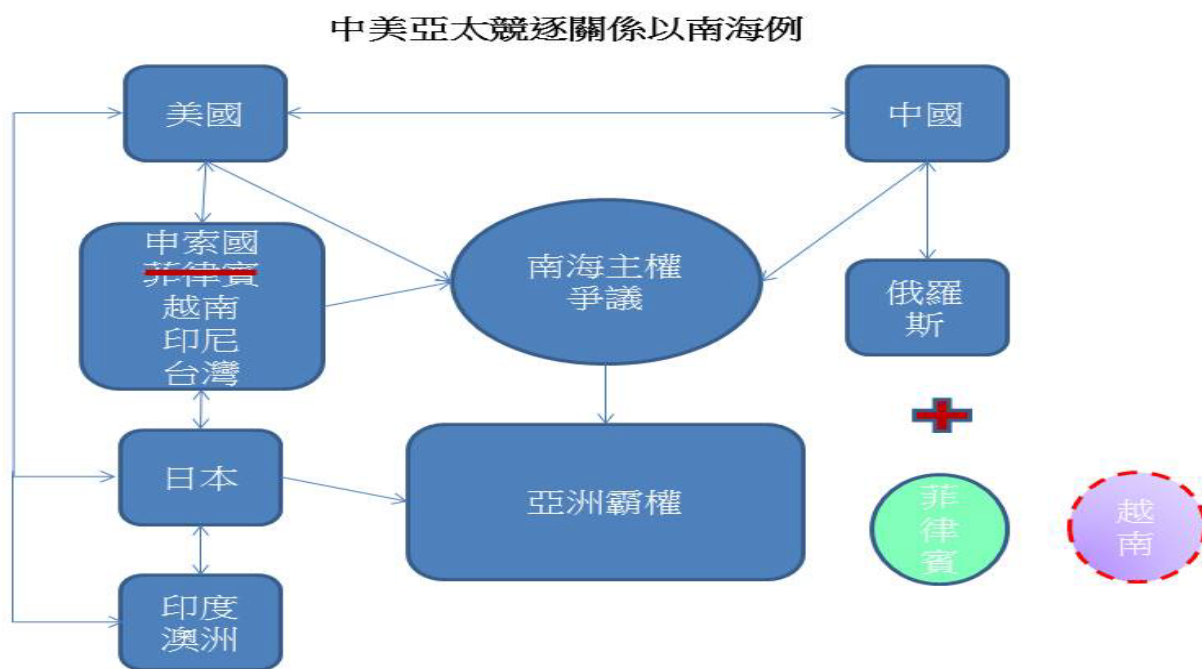 中美亞太競逐關係以南海例
美國
中國
申索國
菲律賓
越南
印尼
台灣
南海主權
爭議
俄羅
斯
日本
亞洲霸權
菲
律
賓
越
南
印度
澳洲